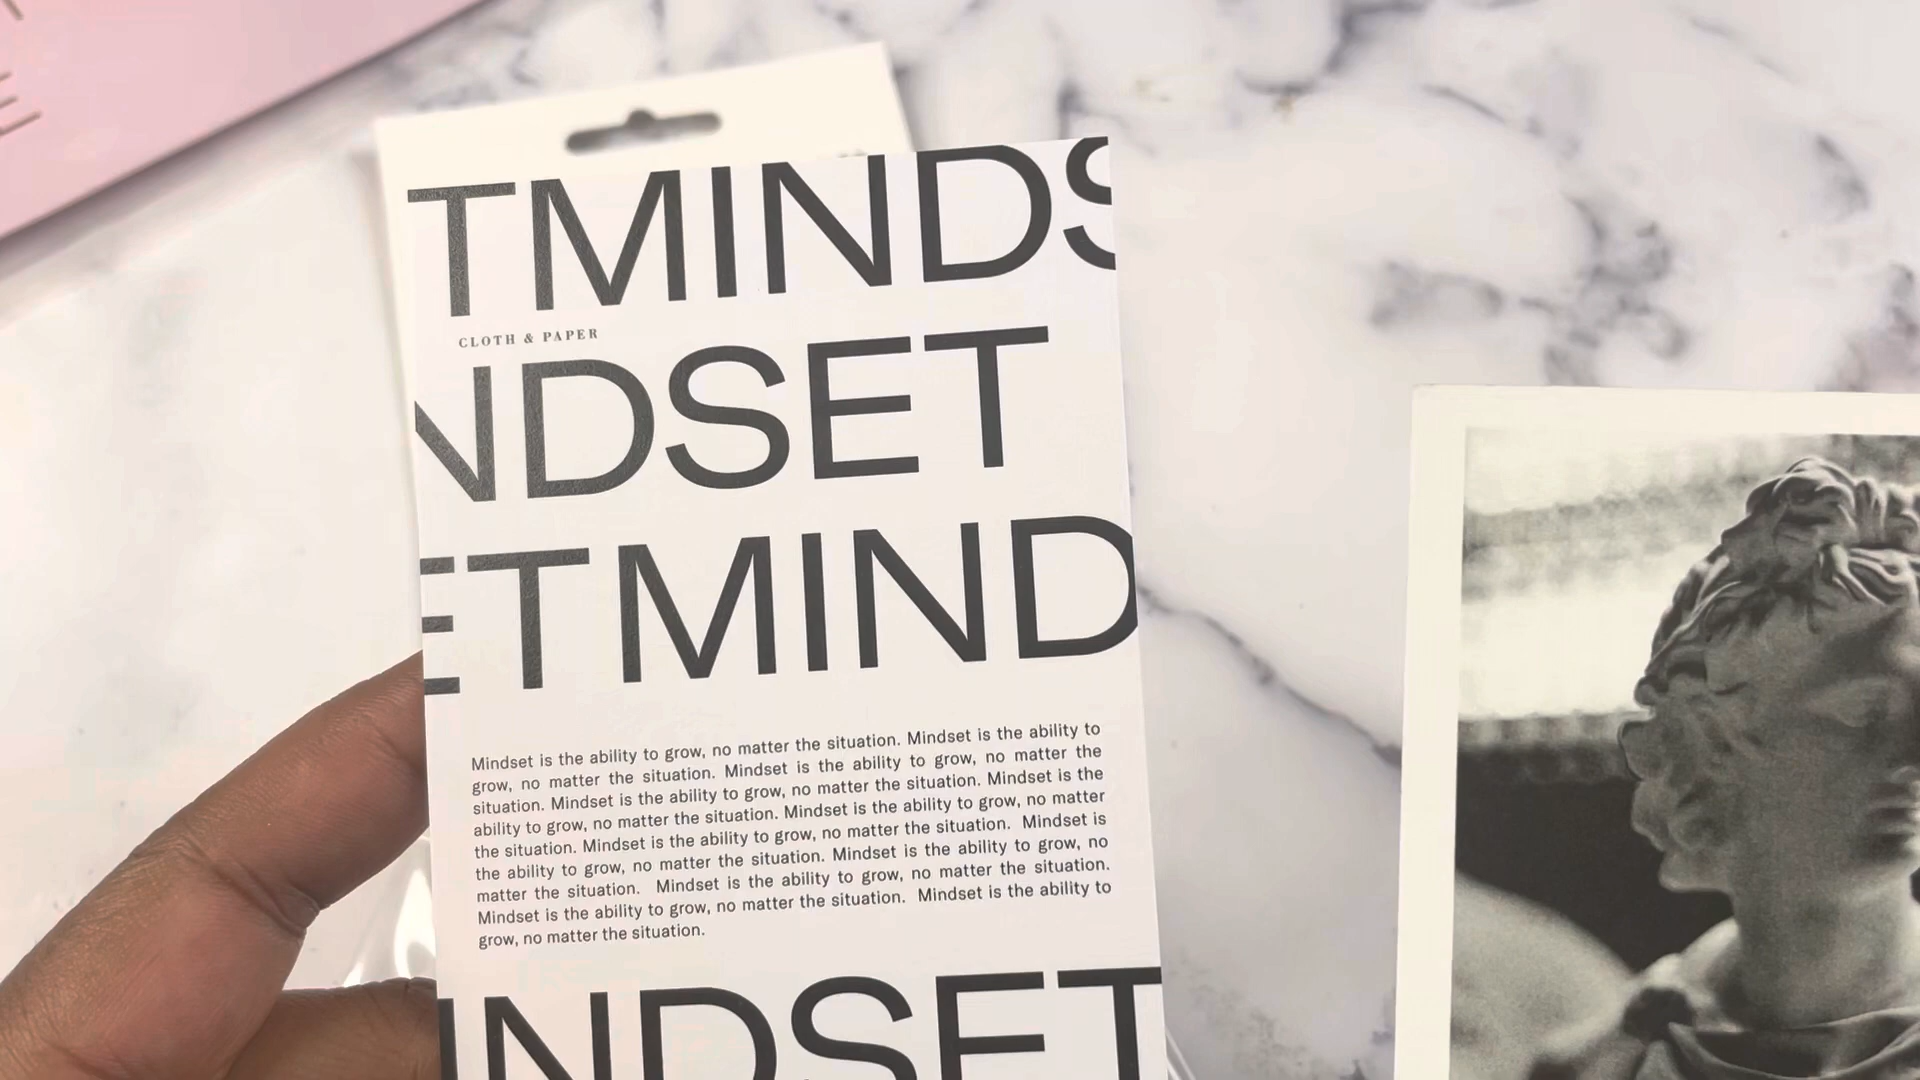 TMINDS
CLOTH & PAPER
NDSET
ET MIND
Mindset is the ability to grow, no matter the situation. Mindset is the ability to
grow, no matter the situation. Mindset is the ability to grow, no matter the
situation. Mindset is the ability to grow, no matter the situation. Mindset is the
ability to grow, no matter the situation. Mindset is the ability to grow, no matter
the situation. Mindset is the ability to grow, no matter the situation. Mindset is
the ability to grow, no matter the situation. Mindset is the ability to grow, no
matter the situation. Mindset is the ability to grow, no matter the situation.
Mindset is the ability to grow, no matter the situation. Mindset is the ability to
grow, no matter the situation.
INDSET